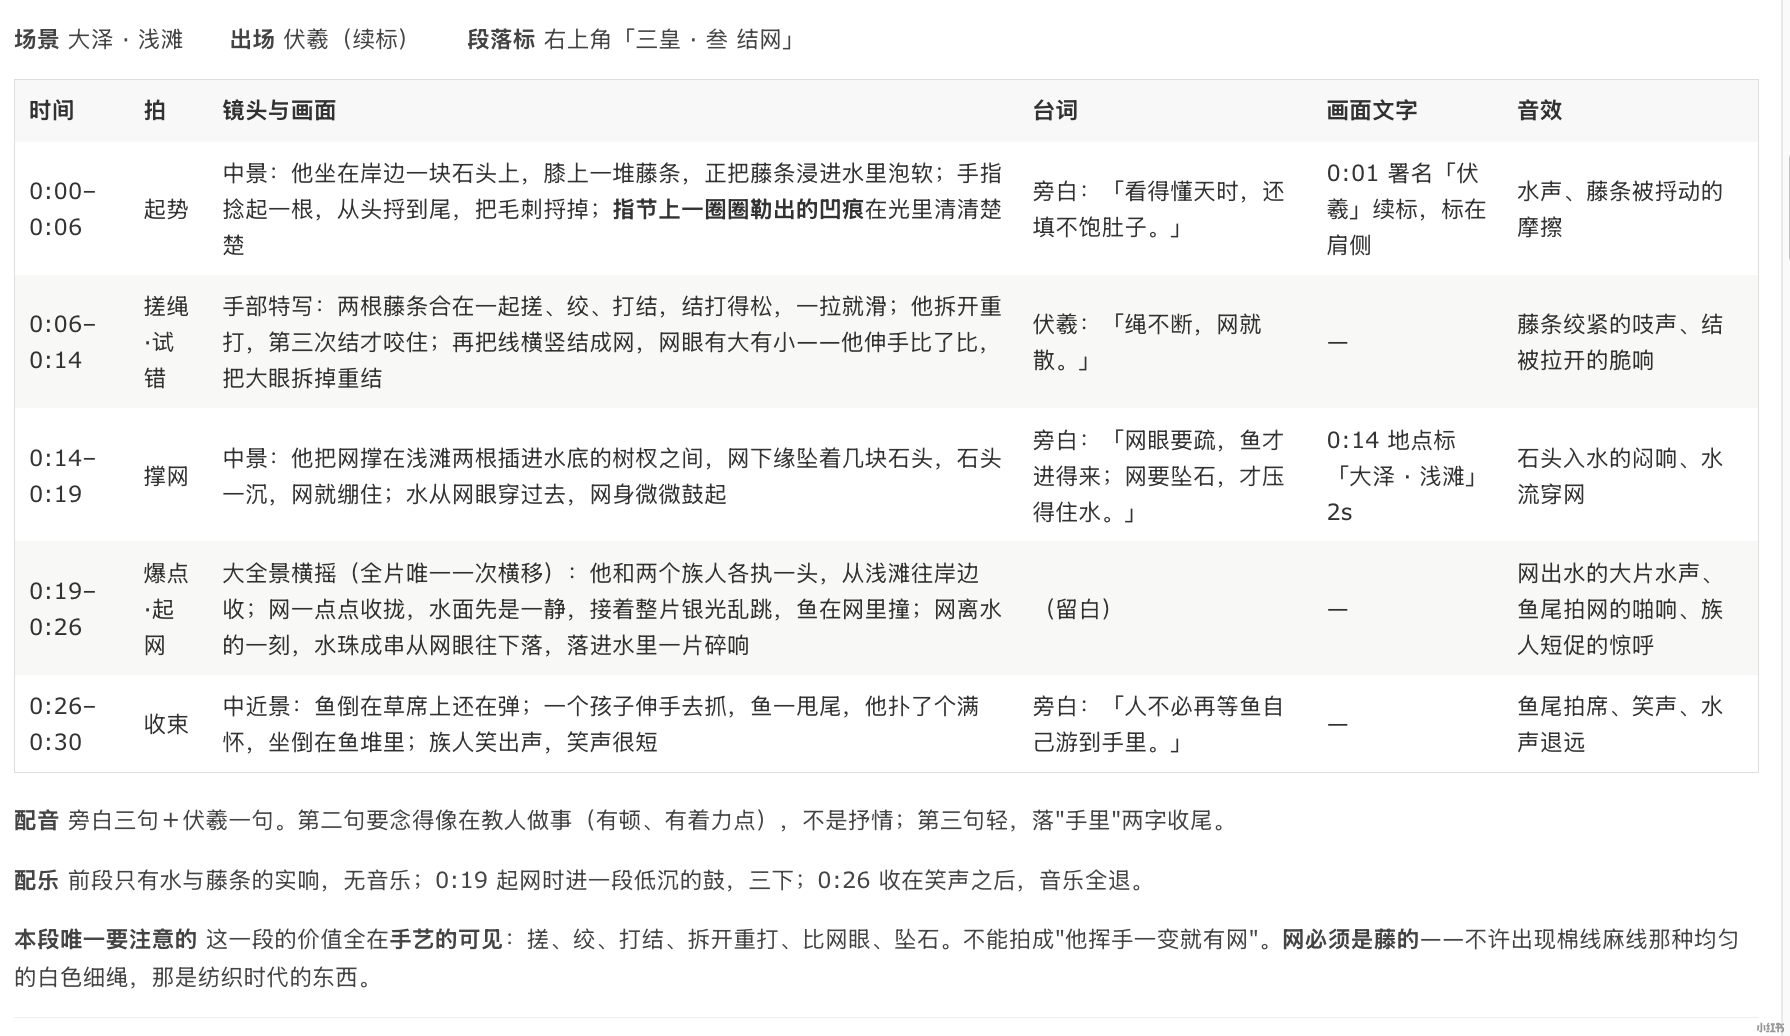 场景 大泽 · 浅滩 出场 伏羲（续标） 段落标 右上角「三皇 · 叁 结网」
时间 拍 镜头与画面 台词 画面文字 音效
0:00–
0:06
起势
中景：他坐在岸边一块石头上，膝上一堆藤条，正把藤条浸进水里泡软；手指
捻起一根，从头捋到尾，把毛刺捋掉；指节上一圈圈勒出的凹痕在光里清清楚
楚
旁白：「看得懂天时，还
填不饱肚子。」
0:01 署名「伏
羲」续标，标在
肩侧
水声、藤条被捋动的
摩擦
0:06–
0:14
搓绳
·试
错
手部特写：两根藤条合在一起搓、绞、打结，结打得松，一拉就滑；他拆开重
打，第三次结才咬住；再把线横竖结成网，网眼有大有小——他伸手比了比，
把大眼拆掉重结
伏羲：「绳不断，网就
散。」
—
藤条绞紧的吱声、结
被拉开的脆响
0:14–
0:19
撑网
中景：他把网撑在浅滩两根插进水底的树杈之间，网下缘坠着几块石头，石头
一沉，网就绷住；水从网眼穿过去，网身微微鼓起
旁白：「网眼要疏，鱼才
进得来；网要坠石，才压
得住水。」
0:14 地点标
「大泽 · 浅滩」
2s
石头入水的闷响、水
流穿网
0:19–
0:26
爆点
·起
网
大全景横摇（全片唯一一次横移）：他和两个族人各执一头，从浅滩往岸边
收；网一点点收拢，水面先是一静，接着整片银光乱跳，鱼在网里撞；网离水
的一刻，水珠成串从网眼往下落，落进水里一片碎响
（留白）
—
网出水的大片水声、
鱼尾拍网的啪响、族
人短促的惊呼
0:26–
0:30
收束
中近景：鱼倒在草席上还在弹；一个孩子伸手去抓，鱼一甩尾，他扑了个满
怀，坐倒在鱼堆里；族人笑出声，笑声很短
旁白：「人不必再等鱼自
己游到手里。」
—
鱼尾拍席、笑声、水
声退远
配音 旁白三句＋伏羲一句。第二句要念得像在教人做事（有顿、有着力点），不是抒情；第三句轻，落"手里"两字收尾。
配乐 前段只有水与藤条的实响，无音乐；0:19 起网时进一段低沉的鼓，三下；0:26 收在笑声之后，音乐全退。
本段唯一要注意的 这一段的价值全在手艺的可见：搓、绞、打结、拆开重打、比网眼、坠石。不能拍成"他挥手一变就有网"。网必须是藤的——不许出现棉线麻线那种均匀
的白色细绳，那是纺织时代的东西。
小红书